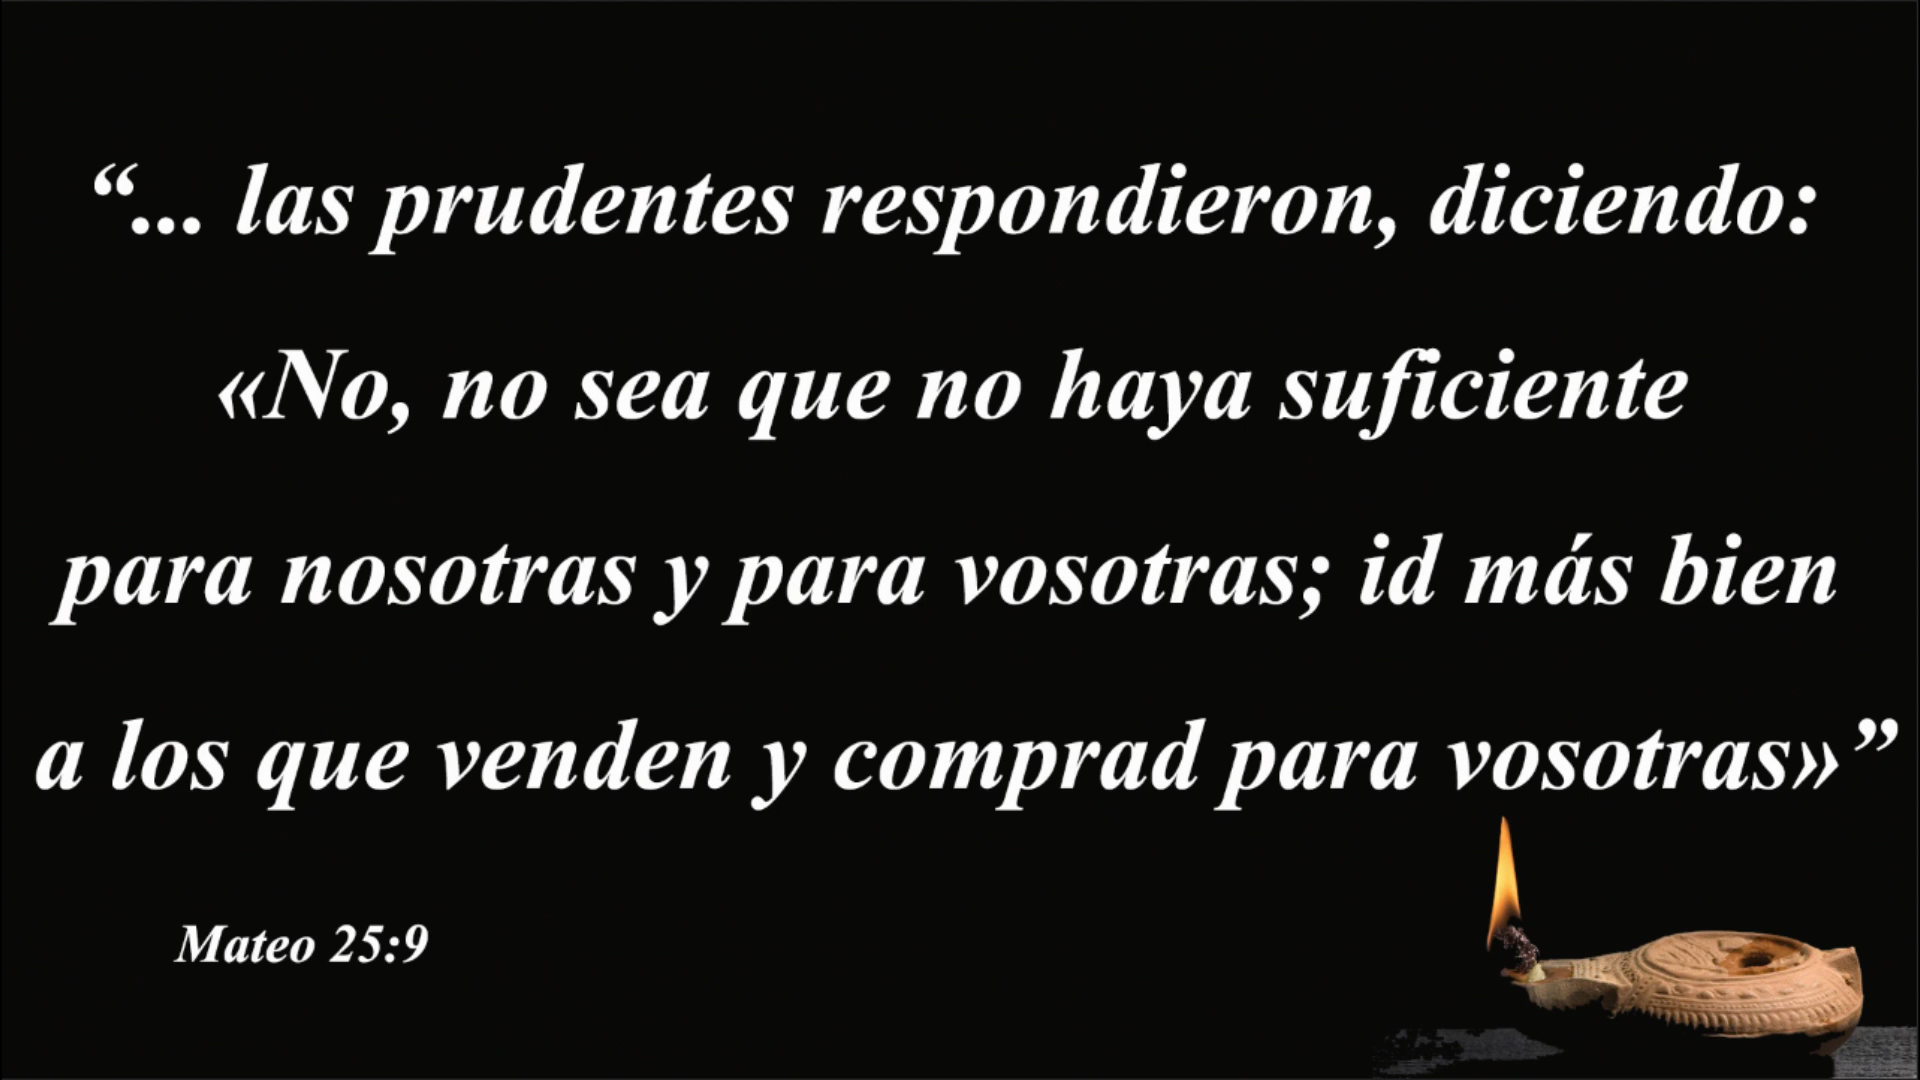 “... las prudentes respondieron, diciendo:
«No, no sea que no haya suficiente
para nosotras y para vosotras; id más bien
a los que venden y comprad para vosotras»”
Mateo 25:9